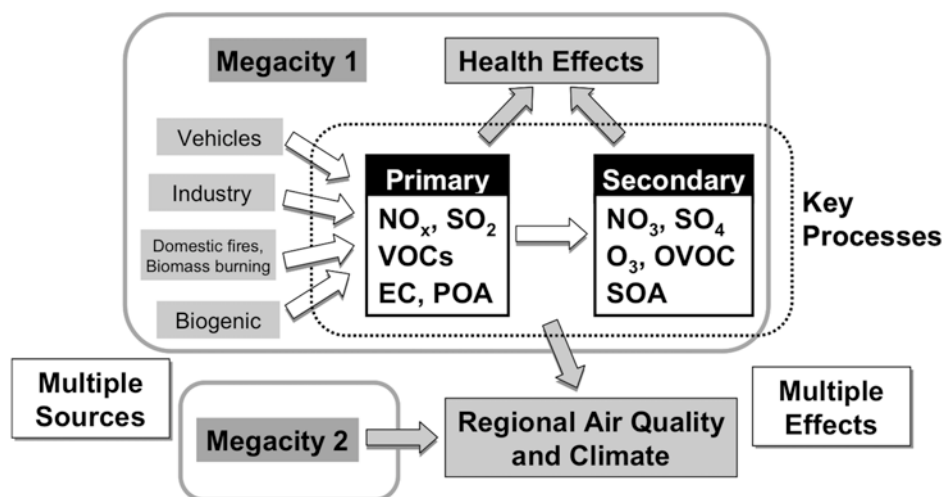 Megacity 1
Health Effects
Vehicles
Industry
Domestic fires,
Biomass burning
Biogenic
Primary
NOₓ, SO₂
VOCs
EC, POA
Secondary
NO₃, SO₄
O₃, OVOC
SOA
Key
Processes
Multiple
Sources
Megacity 2
Regional Air Quality
and Climate
Multiple
Effects